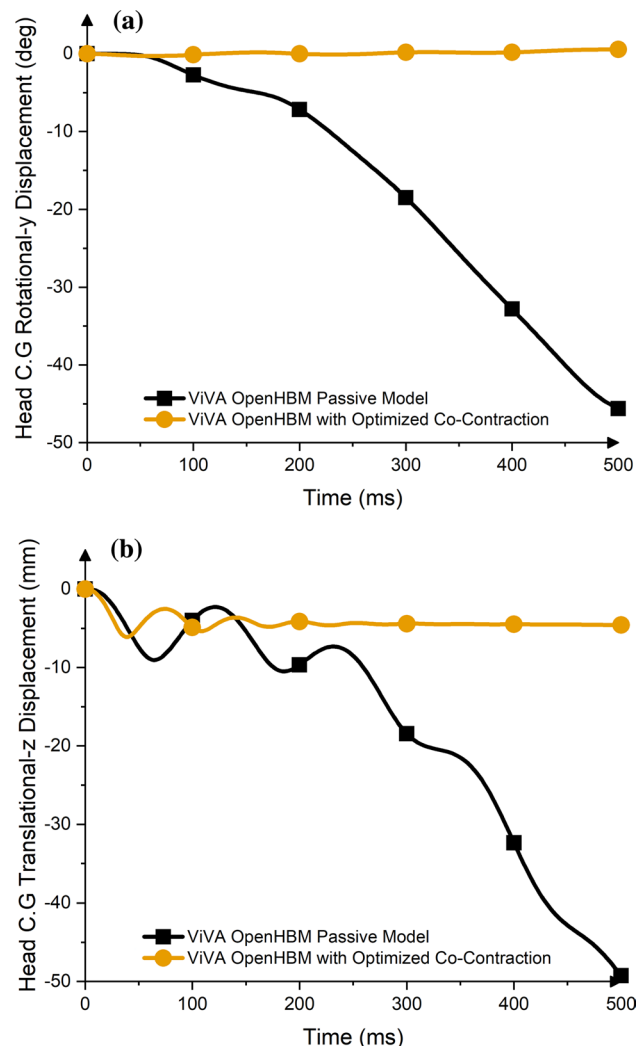 (a)
Head C.G Rotational-y Displacement (deg)
0
-10
-20
-30
-40
-50
ViVA OpenHBM Passive Model
ViVA OpenHBM with Optimized Co-Contraction
0 100 200 300 400 500
Time (ms)
(b)
Head C.G Translational-z Displacement (mm)
0
-10
-20
-30
-40
-50
ViVA OpenHBM Passive Model
ViVA OpenHBM with Optimized Co-Contraction
0 100 200 300 400 500
Time (ms)